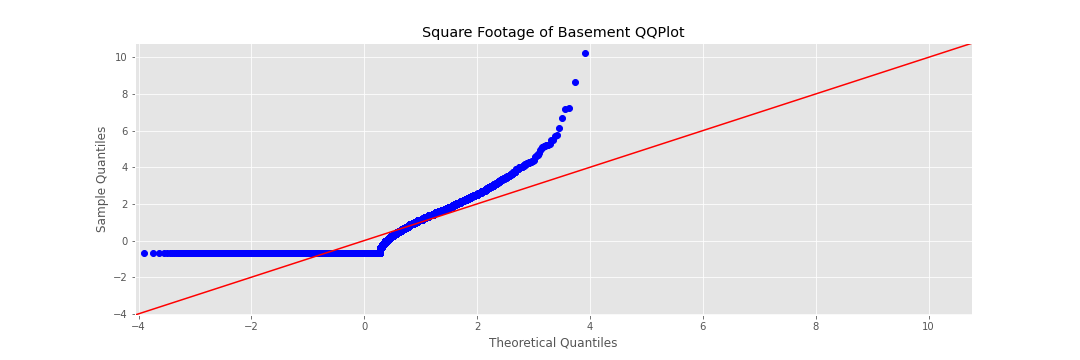 Square Footage of Basement QQPlot
10
8
6
4
2
0
−2
−4
Sample Quantiles
−4 −2 0 2 4 6 8 10
Theoretical Quantiles